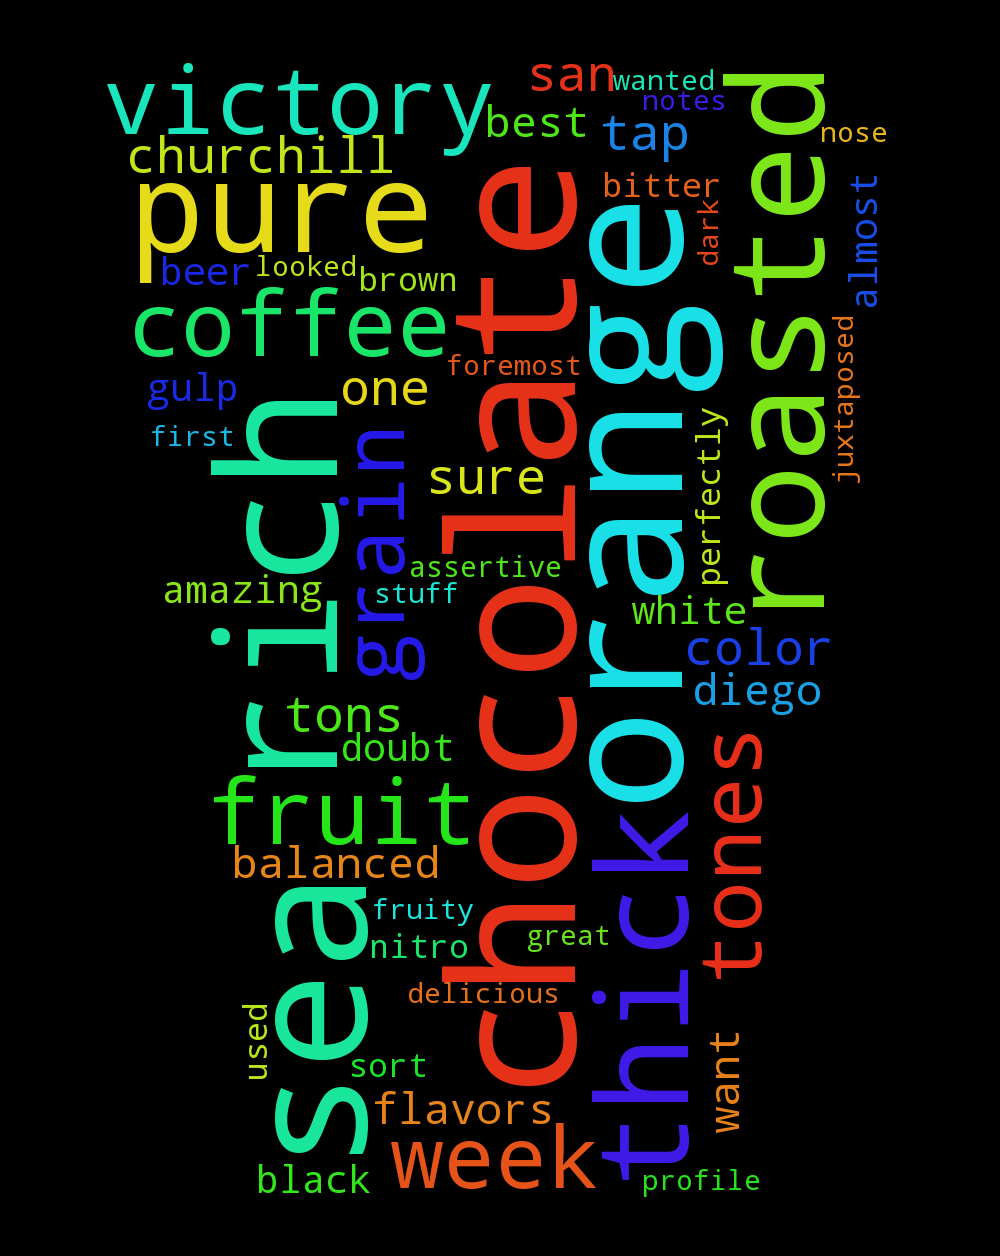 victory
san
wanted
notes
best
tap
roasted
nose
churchill
pure
chocolate
bitter
orange
dark
almost
beer
looked
brown
coffee
foremost
juxtaposed
gulp
one
rich
first
grain
sure
perfectly
assertive
amazing
stuff
white
color
diego
tons
doubt
tones
fruit
thick
balanced
sea
fruity
nitro
great
delicious
used
sort
want
flavors
week
black
profile